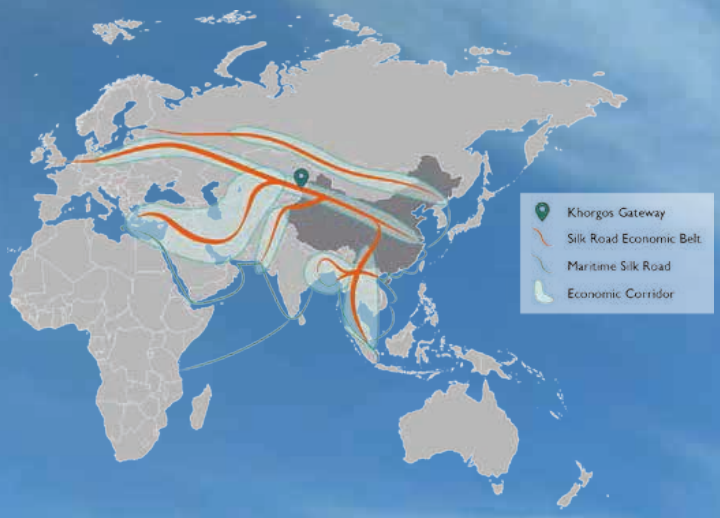 Khorgos Gateway
Silk Road Economic Belt
Maritime Silk Road
Economic Corridor